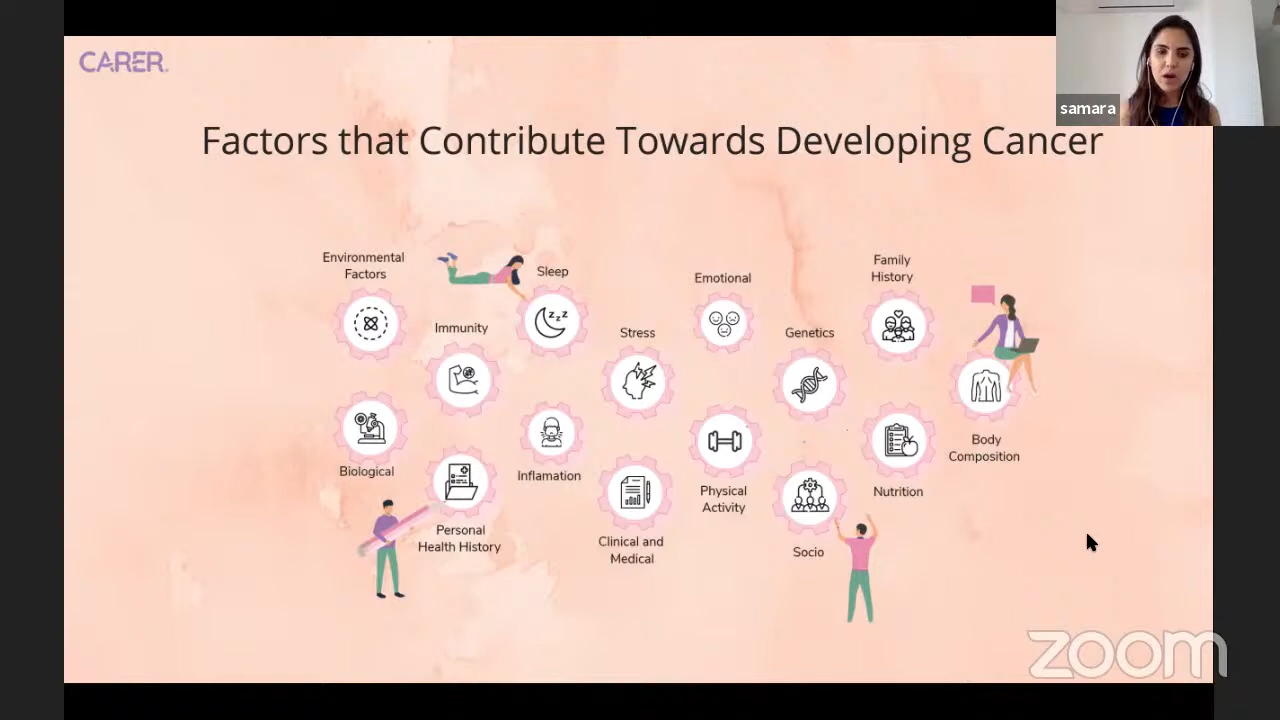 CARER
samara
Factors that Contribute Towards Developing Cancer
Environmental
Factors
Sleep
Emotional
Family
History
Immunity
Stress
Genetics
Biological
Inflamation
Physical
Activity
Nutrition
Body
Composition
Personal
Health History
Clinical and
Medical
Socio
zoom